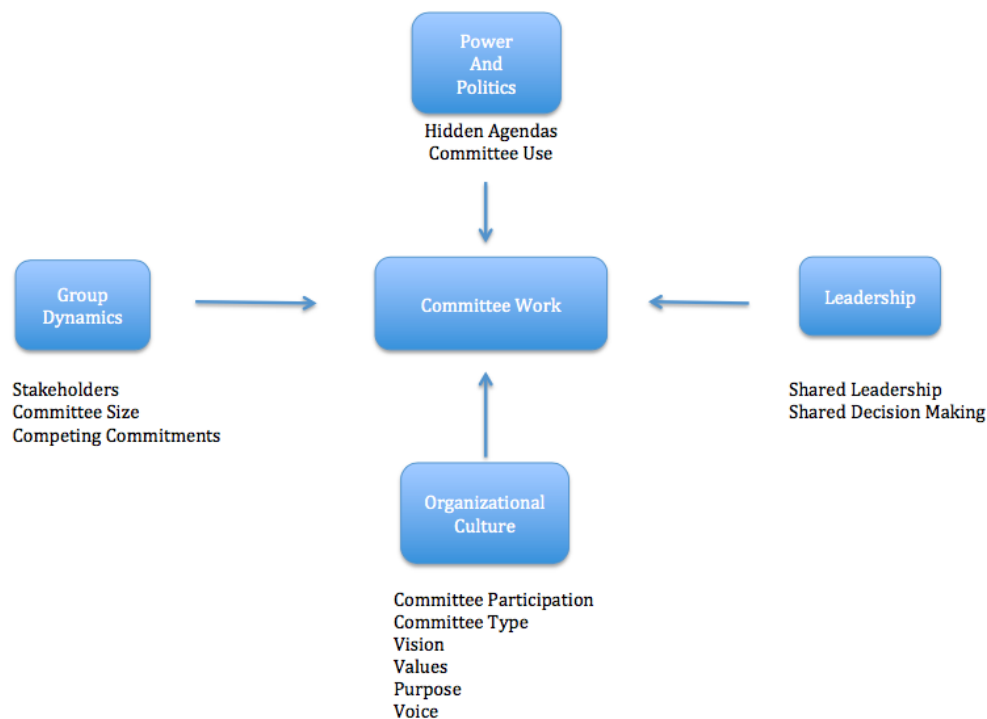 Power
And
Politics
Hidden Agendas
Committee Use
Group
Dynamics
Stakeholders
Committee Size
Competing Commitments
Committee Work
Leadership
Shared Leadership
Shared Decision Making
Organizational
Culture
Committee Participation
Committee Type
Vision
Values
Purpose
Voice